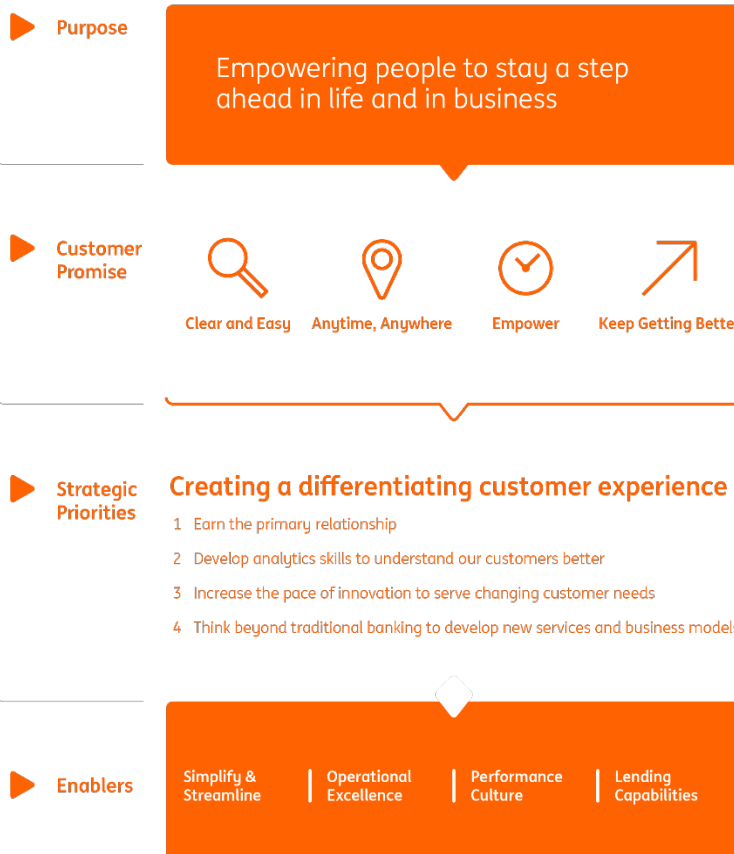 Purpose
Empowering people to stay a step
ahead in life and in business
Customer
Promise
Clear and Easy
Anytime, Anywhere
Empower
Keep Getting Bette
Strategic
Priorities
Creating a differentiating customer experience
1 Earn the primary relationship
2 Develop analytics skills to understand our customers better
3 Increase the pace of innovation to serve changing customer needs
4 Think beyond traditional banking to develop new services and business models
Enablers
Simplify &
Streamline
Operational
Excellence
Performance
Culture
Lending
Capabilities